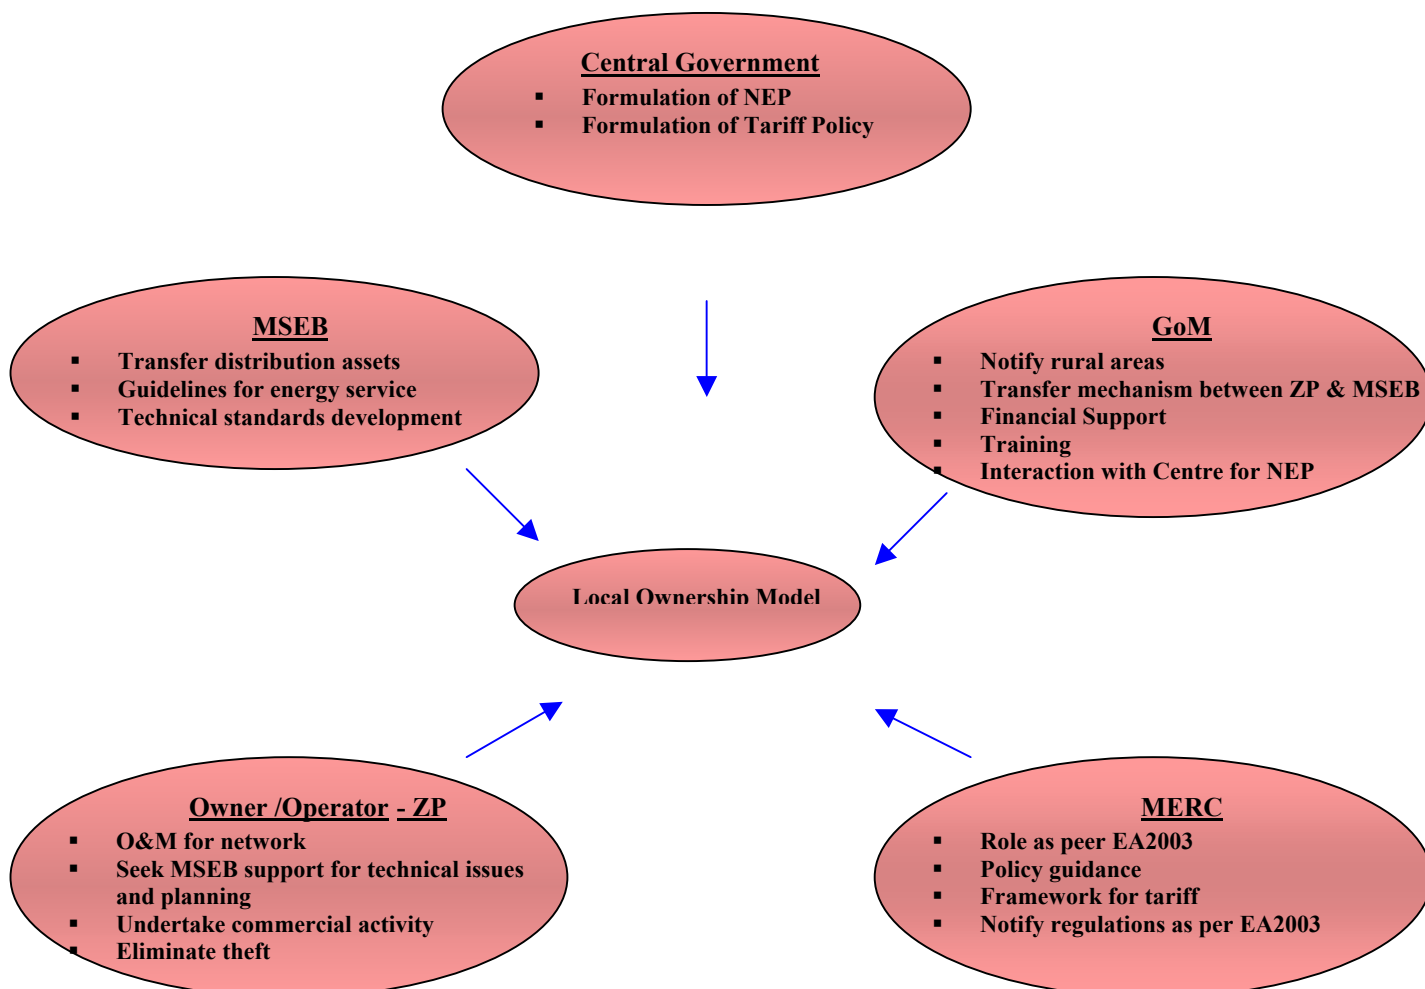 Central Government
▪ Formulation of NEP
▪ Formulation of Tariff Policy
MSEB
▪ Transfer distribution assets
▪ Guidelines for energy service
▪ Technical standards development
GoM
▪ Notify rural areas
▪ Transfer mechanism between ZP & MSEB
▪ Financial Support
▪ Training
▪ Interaction with Centre for NEP
Local Ownership Model
Owner /Operator - ZP
▪ O&M for network
▪ Seek MSEB support for technical issues
and planning
▪ Undertake commercial activity
▪ Eliminate theft
MERC
▪ Role as peer EA2003
▪ Policy guidance
▪ Framework for tariff
▪ Notify regulations as per EA2003